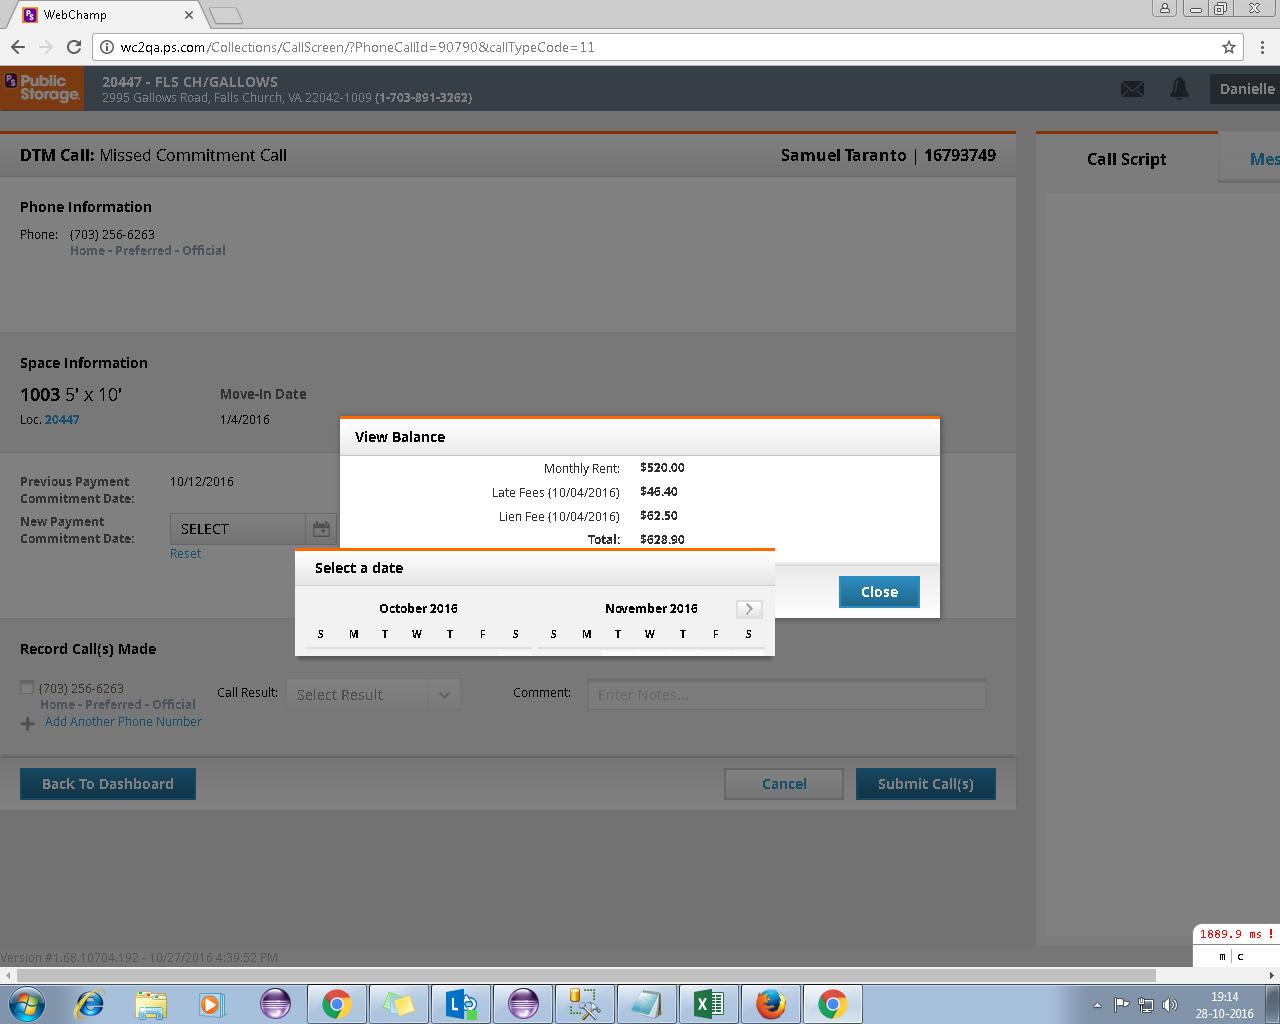 WebChamp
wc2qa.ps.com/Collections/CallScreen/?PhoneCallId=90790&callTypeCode=11
PS Public Storage.
20447 - FLS CH/GALLOWS
2995 Gallows Road, Falls Church, VA 22042-1009 (1-703-891-3262)
Danielle
DTM Call: Missed Commitment Call
Samuel Taranto | 16793749
Call Script
Mes
Phone Information
Phone: (703) 256-6263
Home - Preferred - Official
Space Information
1003 5' x 10'
Move-In Date
Loc. 20447
1/4/2016
View Balance
Monthly Rent: $520.00
Late Fees (10/04/2016) $46.40
Lien Fee (10/04/2016) $62.50
Total: $628.90
Close
Previous Payment
Commitment Date:
10/12/2016
New Payment
Commitment Date:
SELECT
Reset
Select a date
October 2016
November 2016
S M T W T F S
S M T W T F S
Record Call(s) Made
(703) 256-6263
Home - Preferred - Official
Call Result: Select Result
Comment: Enter Notes...
Add Another Phone Number
Back To Dashboard
Cancel
Submit Call(s)
Version #1.68.10704.192 - 10/27/2016 4:39:52 PM
1889.9 ms !
m | c
19:14
28-10-2016